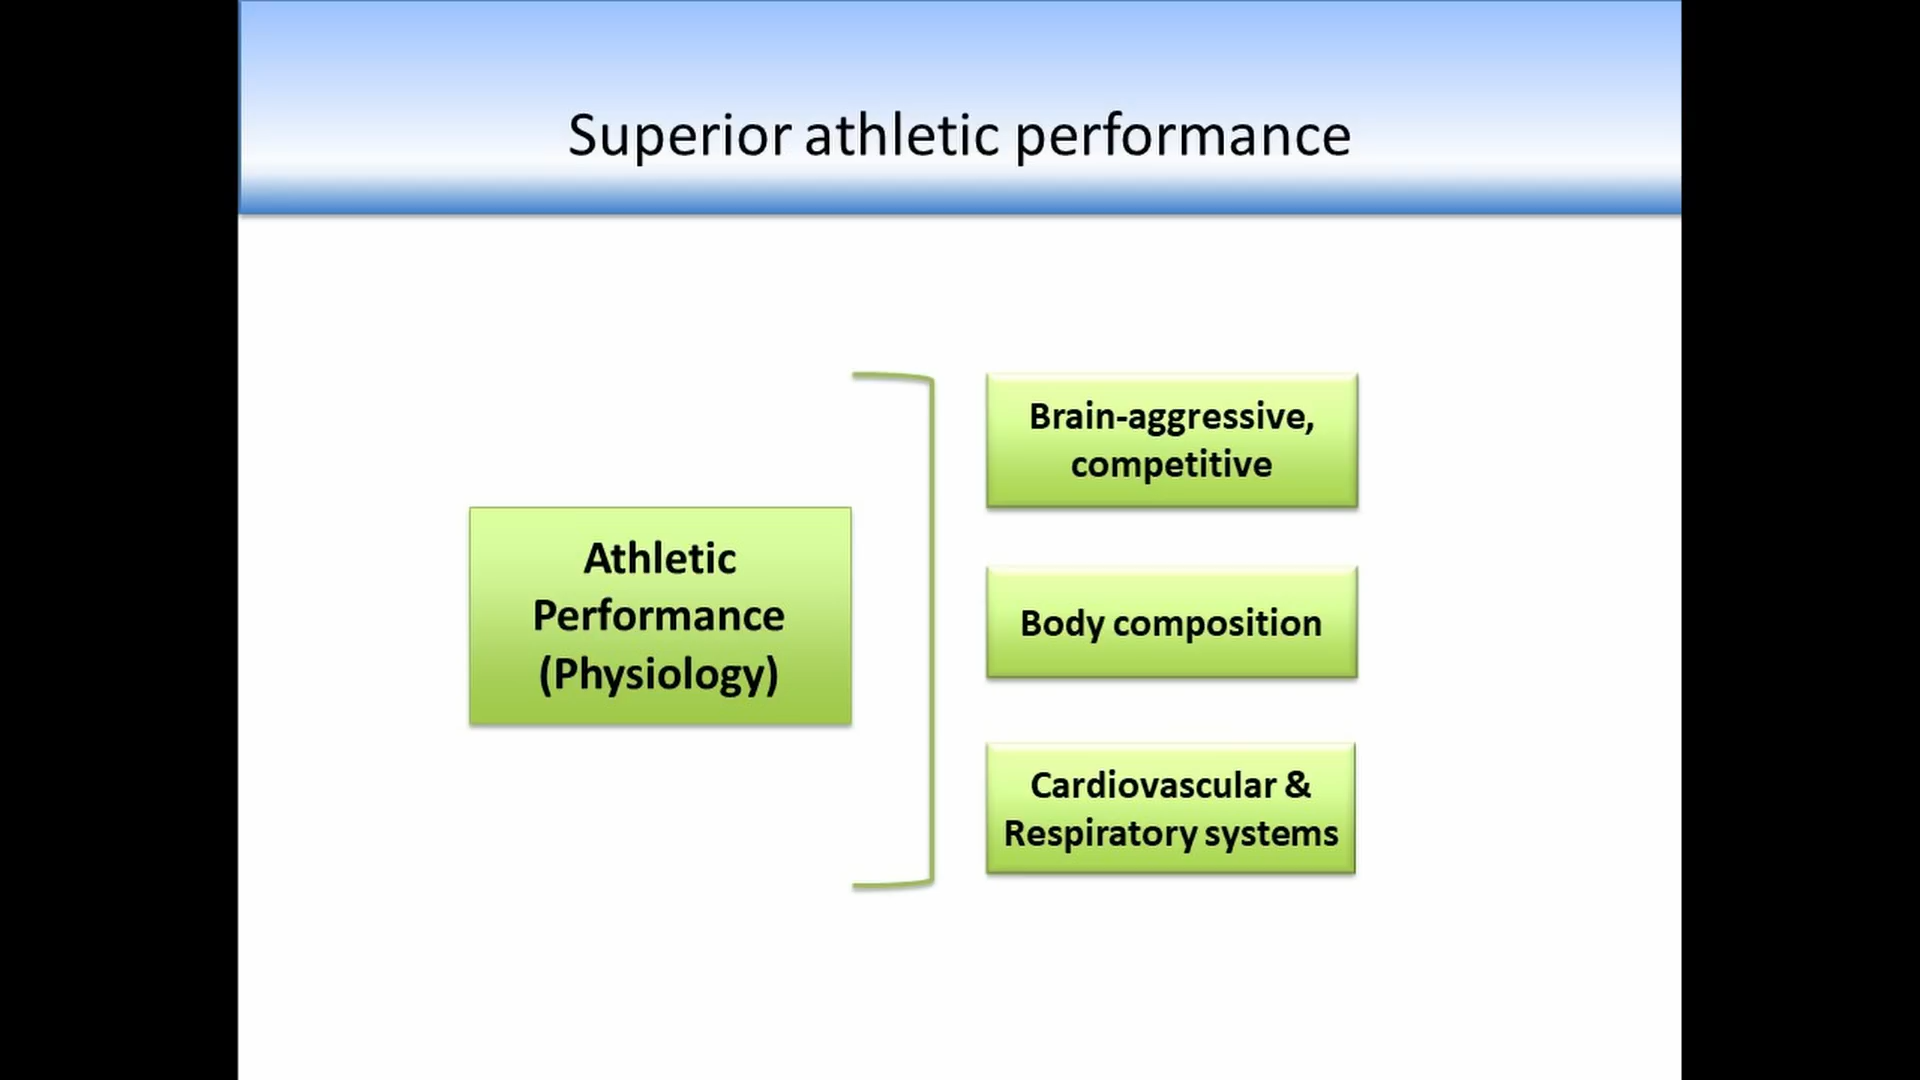 Superior athletic performance
Athletic
Performance
(Physiology)
Brain-aggressive,
competitive
Body composition
Cardiovascular &
Respiratory systems